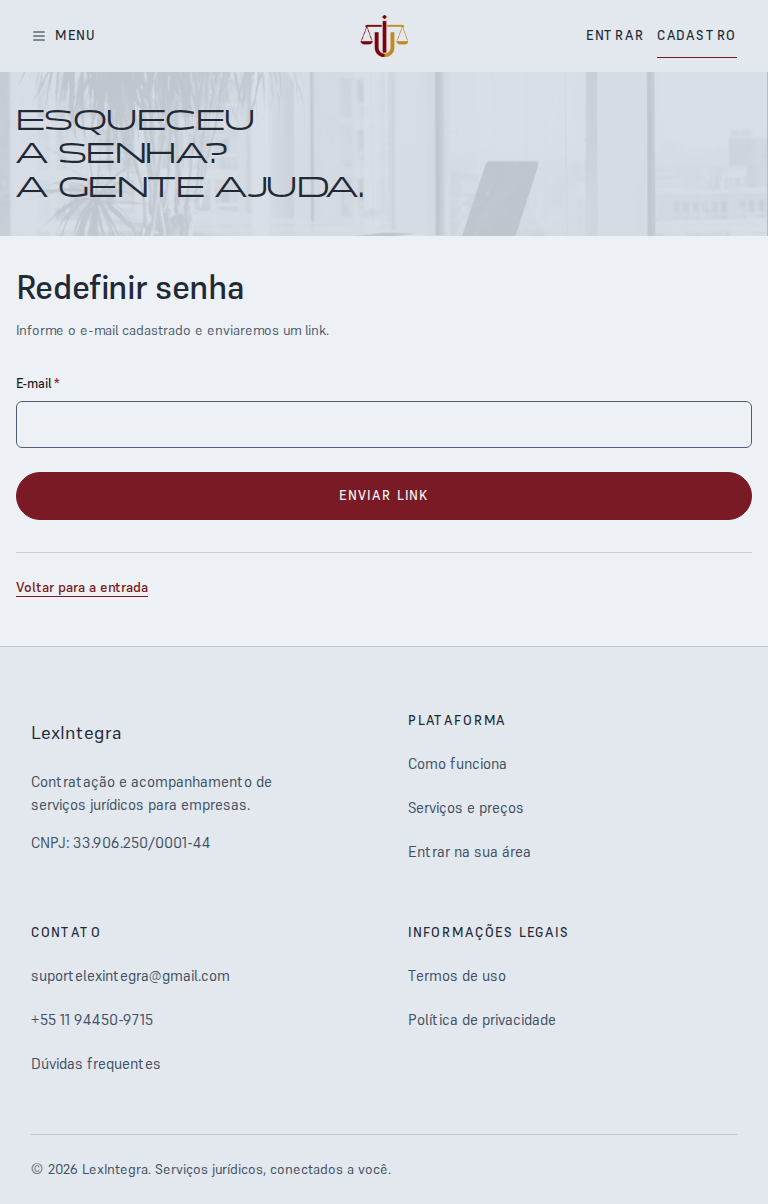 MENU
ENTRAR
CADASTRO
ESQUECEU
A SENHA?
A GENTE AJUDA.
Redefinir senha
Informe o e-mail cadastrado e enviaremos um link.
E-mail *
ENVIAR LINK
Voltar para a entrada
LexIntegra
Contratação e acompanhamento de
serviços jurídicos para empresas.
CNPJ: 33.906.250/0001-44
PLATAFORMA
Como funciona
Serviços e preços
Entrar na sua área
CONTATO
suportelexintegra@gmail.com
+55 11 94450-9715
Dúvidas frequentes
INFORMAÇÕES LEGAIS
Termos de uso
Política de privacidade
© 2026 LexIntegra. Serviços jurídicos, conectados a você.